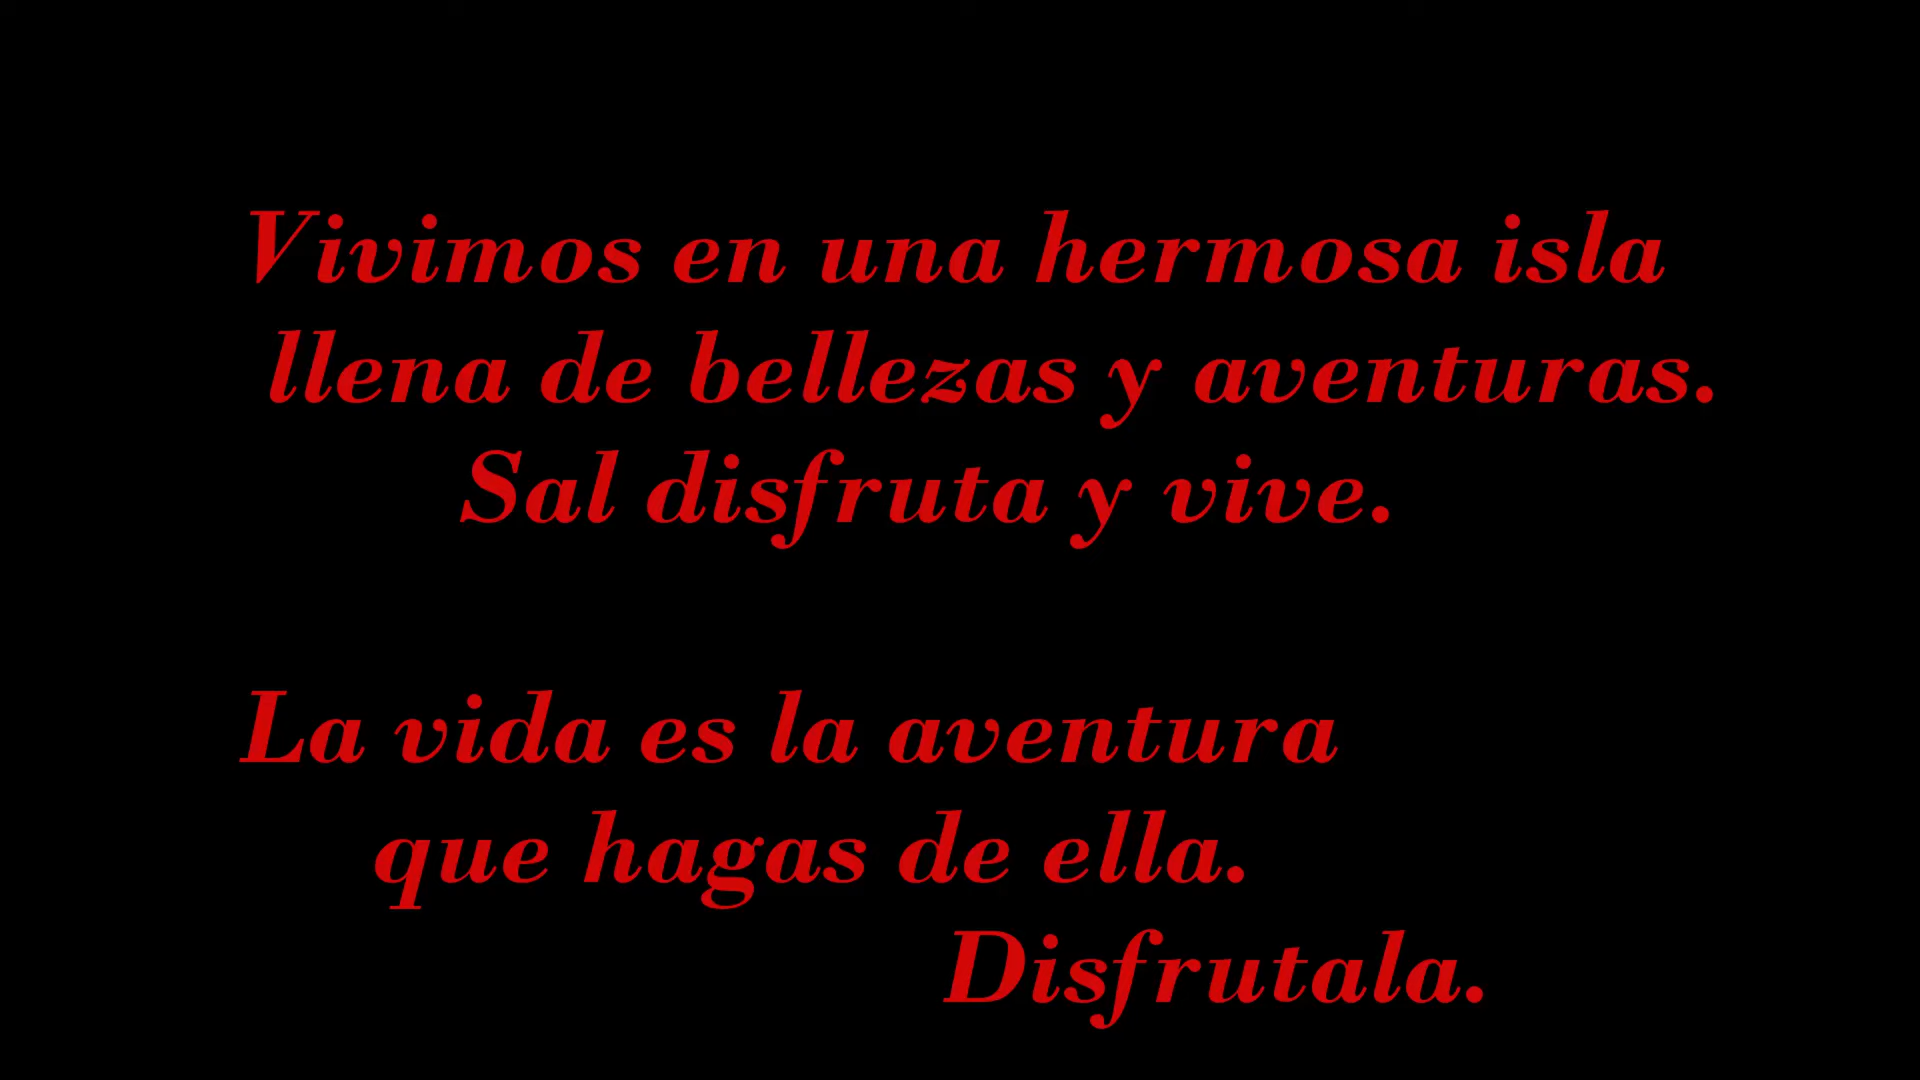 Vivimos en una hermosa isla
llena de bellezas y aventuras.
Sal disfruta y vive.
La vida es la aventura
que hagas de ella.
Disfrutala.